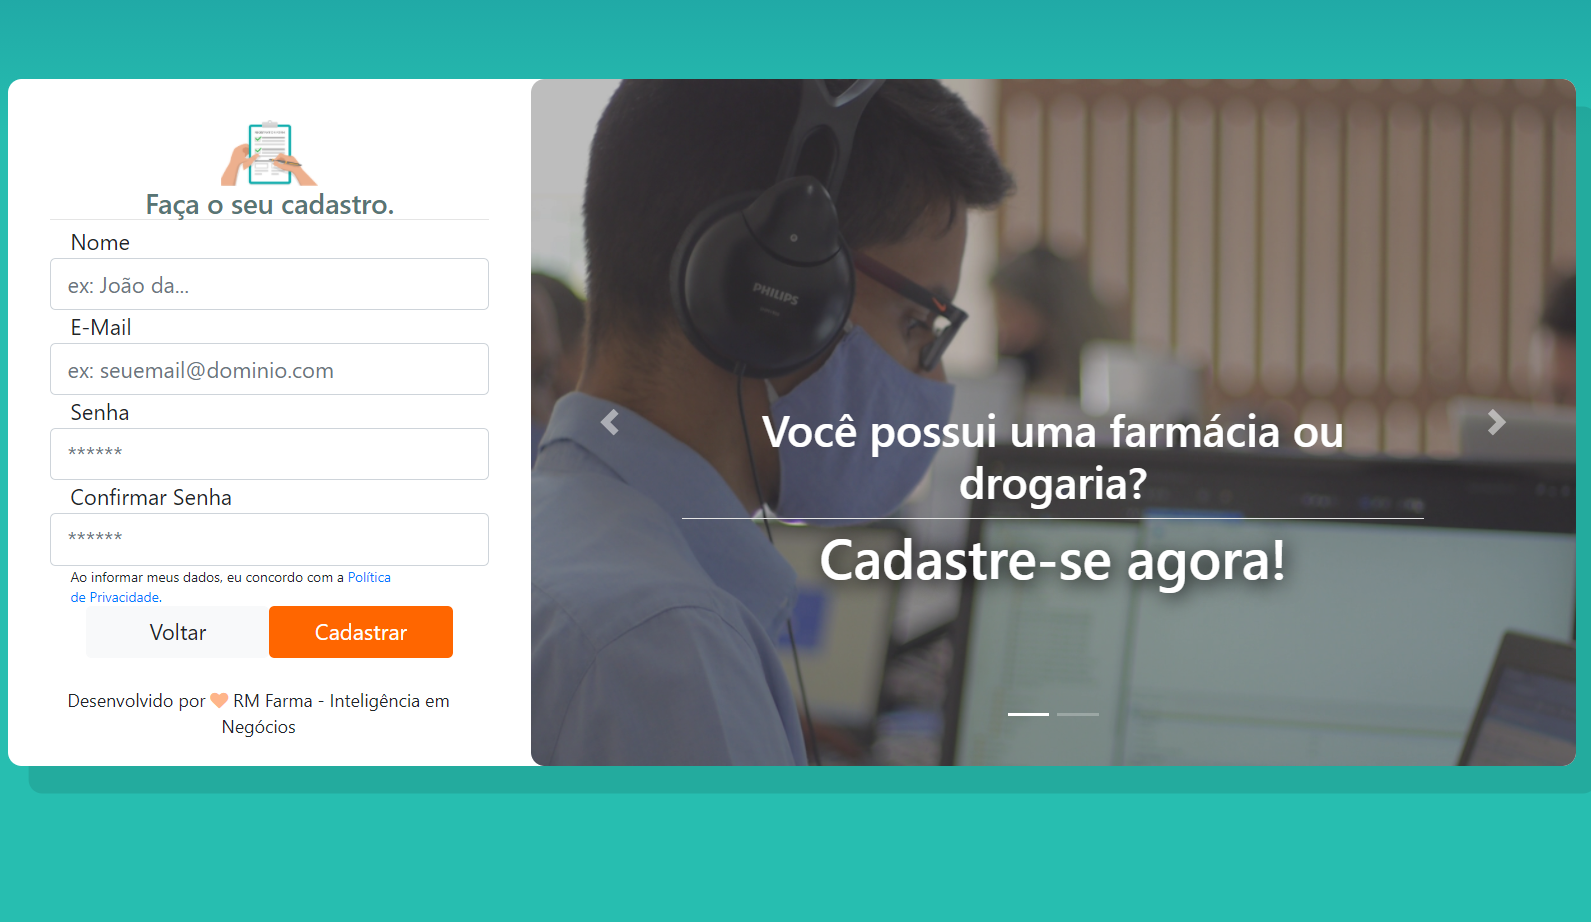 Faça o seu cadastro.
Nome
ex: João da...
E-Mail
ex: seuemail@dominio.com
Senha
******
Confirmar Senha
******
Ao informar meus dados, eu concordo com a Política
de Privacidade.
Voltar
Cadastrar
Desenvolvido por RM Farma - Inteligência em
Negócios
PHILIPS
Você possui uma farmácia ou
drogaria?
Cadastre-se agora!